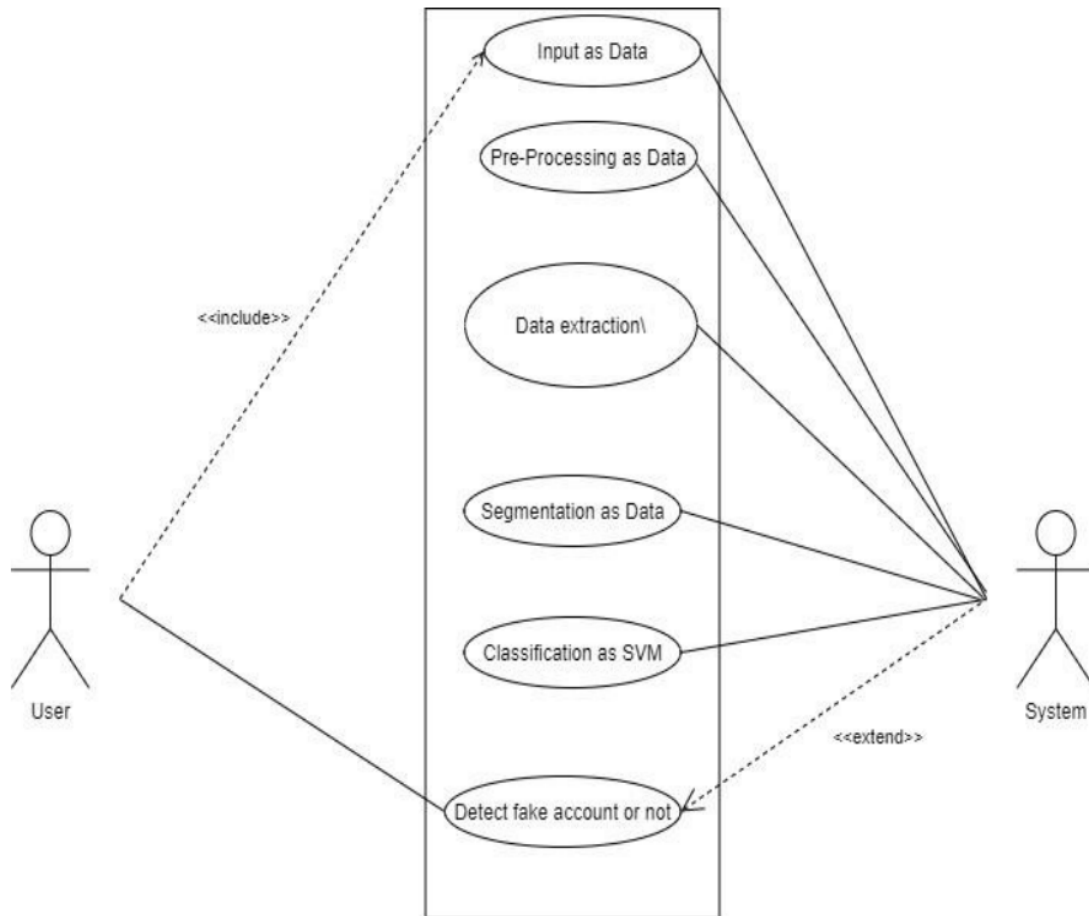 Input as Data
Pre-Processing as Data
<<include>>
Data extraction\
Segmentation as Data
Classification as SVM
User
System
<<extend>>
Detect fake account or not